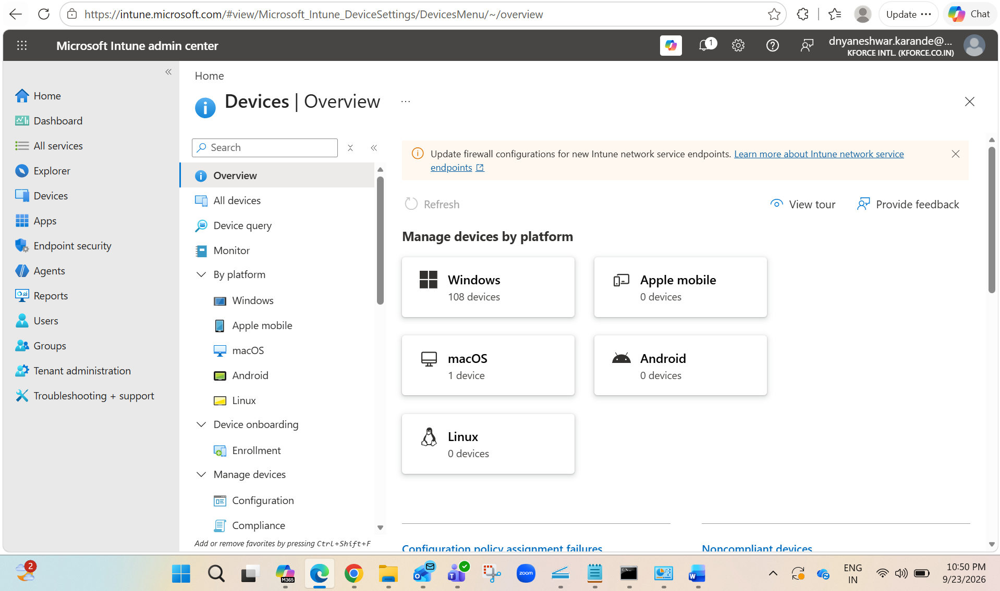 https://intune.microsoft.com/#view/Microsoft_Intune_DeviceSettings/DevicesMenu/~/overview
Update
Chat
Microsoft Intune admin center
1
dnyaneshwar.karande@...
KFORCE INTL. (KFORCE.CO.IN)
Home
Dashboard
All services
Explorer
Devices
Apps
Endpoint security
Agents
Reports
Users
Groups
Tenant administration
Troubleshooting + support
Home
Devices | Overview
Search
Overview
All devices
Device query
Monitor
By platform
Windows
Apple mobile
macOS
Android
Linux
Device onboarding
Enrollment
Manage devices
Configuration
Compliance
Add or remove favorites by pressing Ctrl+Shift+F
Update firewall configurations for new Intune network service endpoints. Learn more about Intune network service
endpoints
Refresh
View tour
Provide feedback
Manage devices by platform
Windows
108 devices
Apple mobile
0 devices
macOS
1 device
Android
0 devices
Linux
0 devices
Configuration policy assignment failures
Noncompliant devices
2
M365
zoom
ENG
IN
10:50 PM
9/23/2026